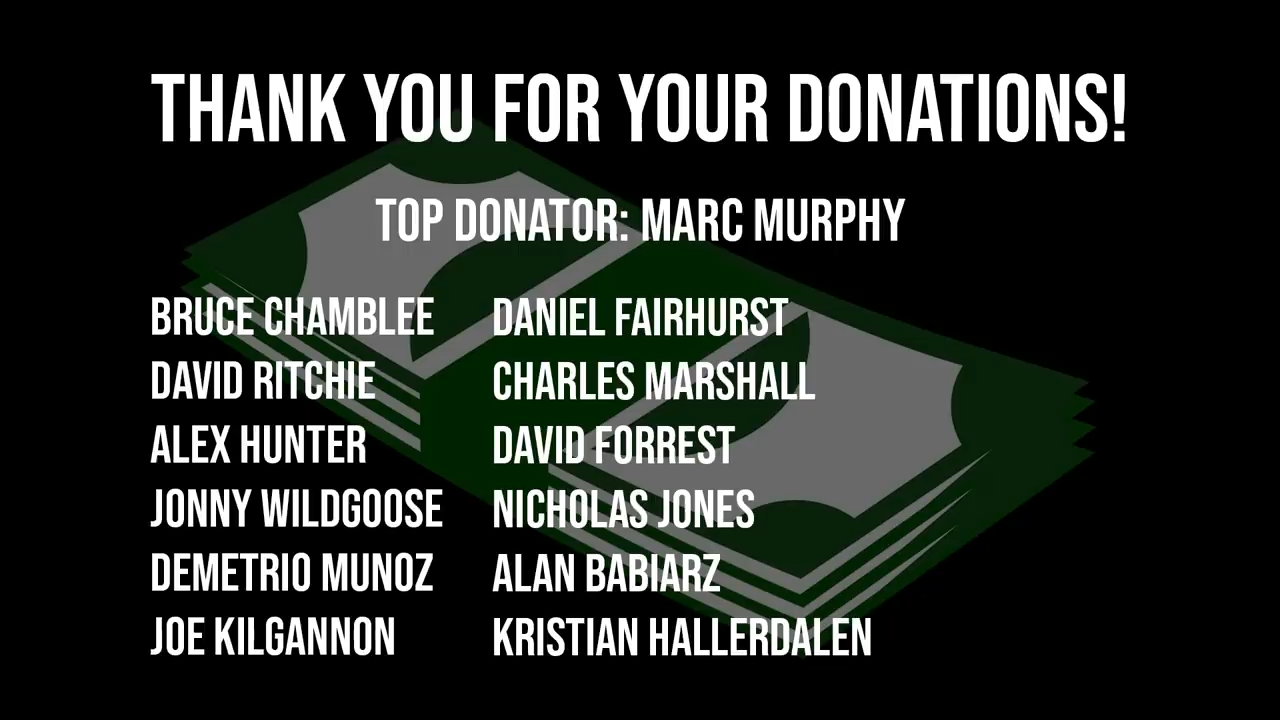 THANK YOU FOR YOUR DONATIONS!
TOP DONATOR: MARC MURPHY
BRUCE CHAMBLEE
DAVID RITCHIE
ALEX HUNTER
JONNY WILDGOOSE
DEMETRIO MUNOZ
JOE KILGANNON
DANIEL FAIRHURST
CHARLES MARSHALL
DAVID FORREST
NICHOLAS JONES
ALAN BABIARZ
KRISTIAN HALLERDALEN